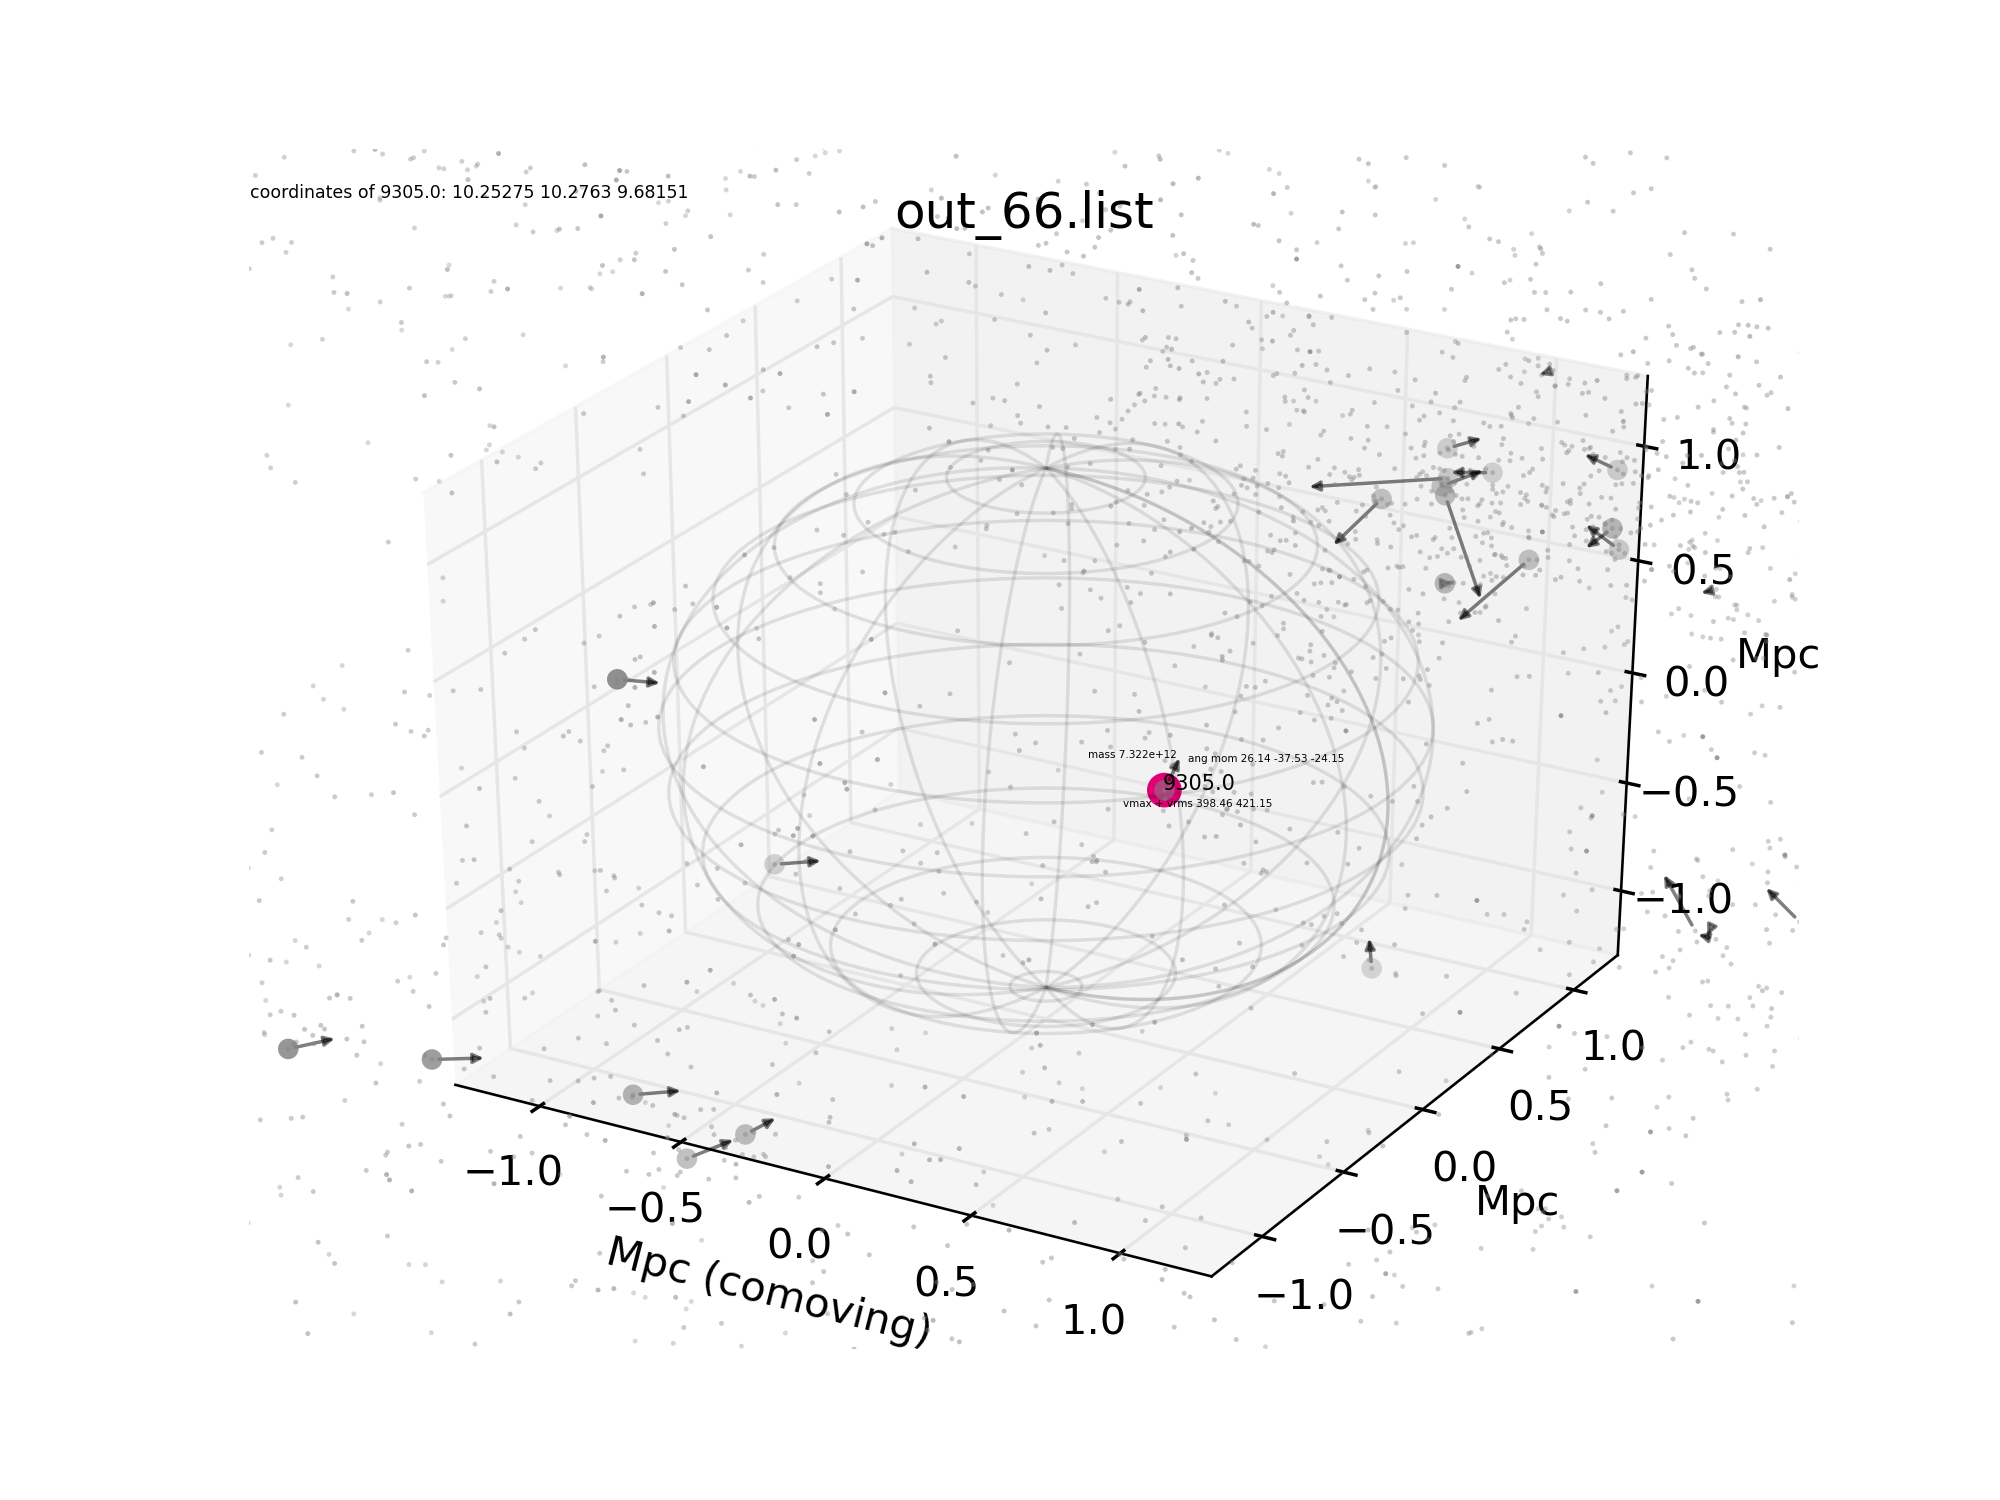 coordinates of 9305.0: 10.25275 10.2763 9.68151
out_66.list
1.0
0.5
Mpc
0.0
−0.5
−1.0
mass 7.322e+12
ang mom 26.14 -37.53 -24.15
9305.0
vmax + vrms 398.46 421.15
1.0
0.5
0.0
Mpc
−0.5
−1.0
−1.0
−0.5
0.0
0.5
1.0
Mpc (comoving)